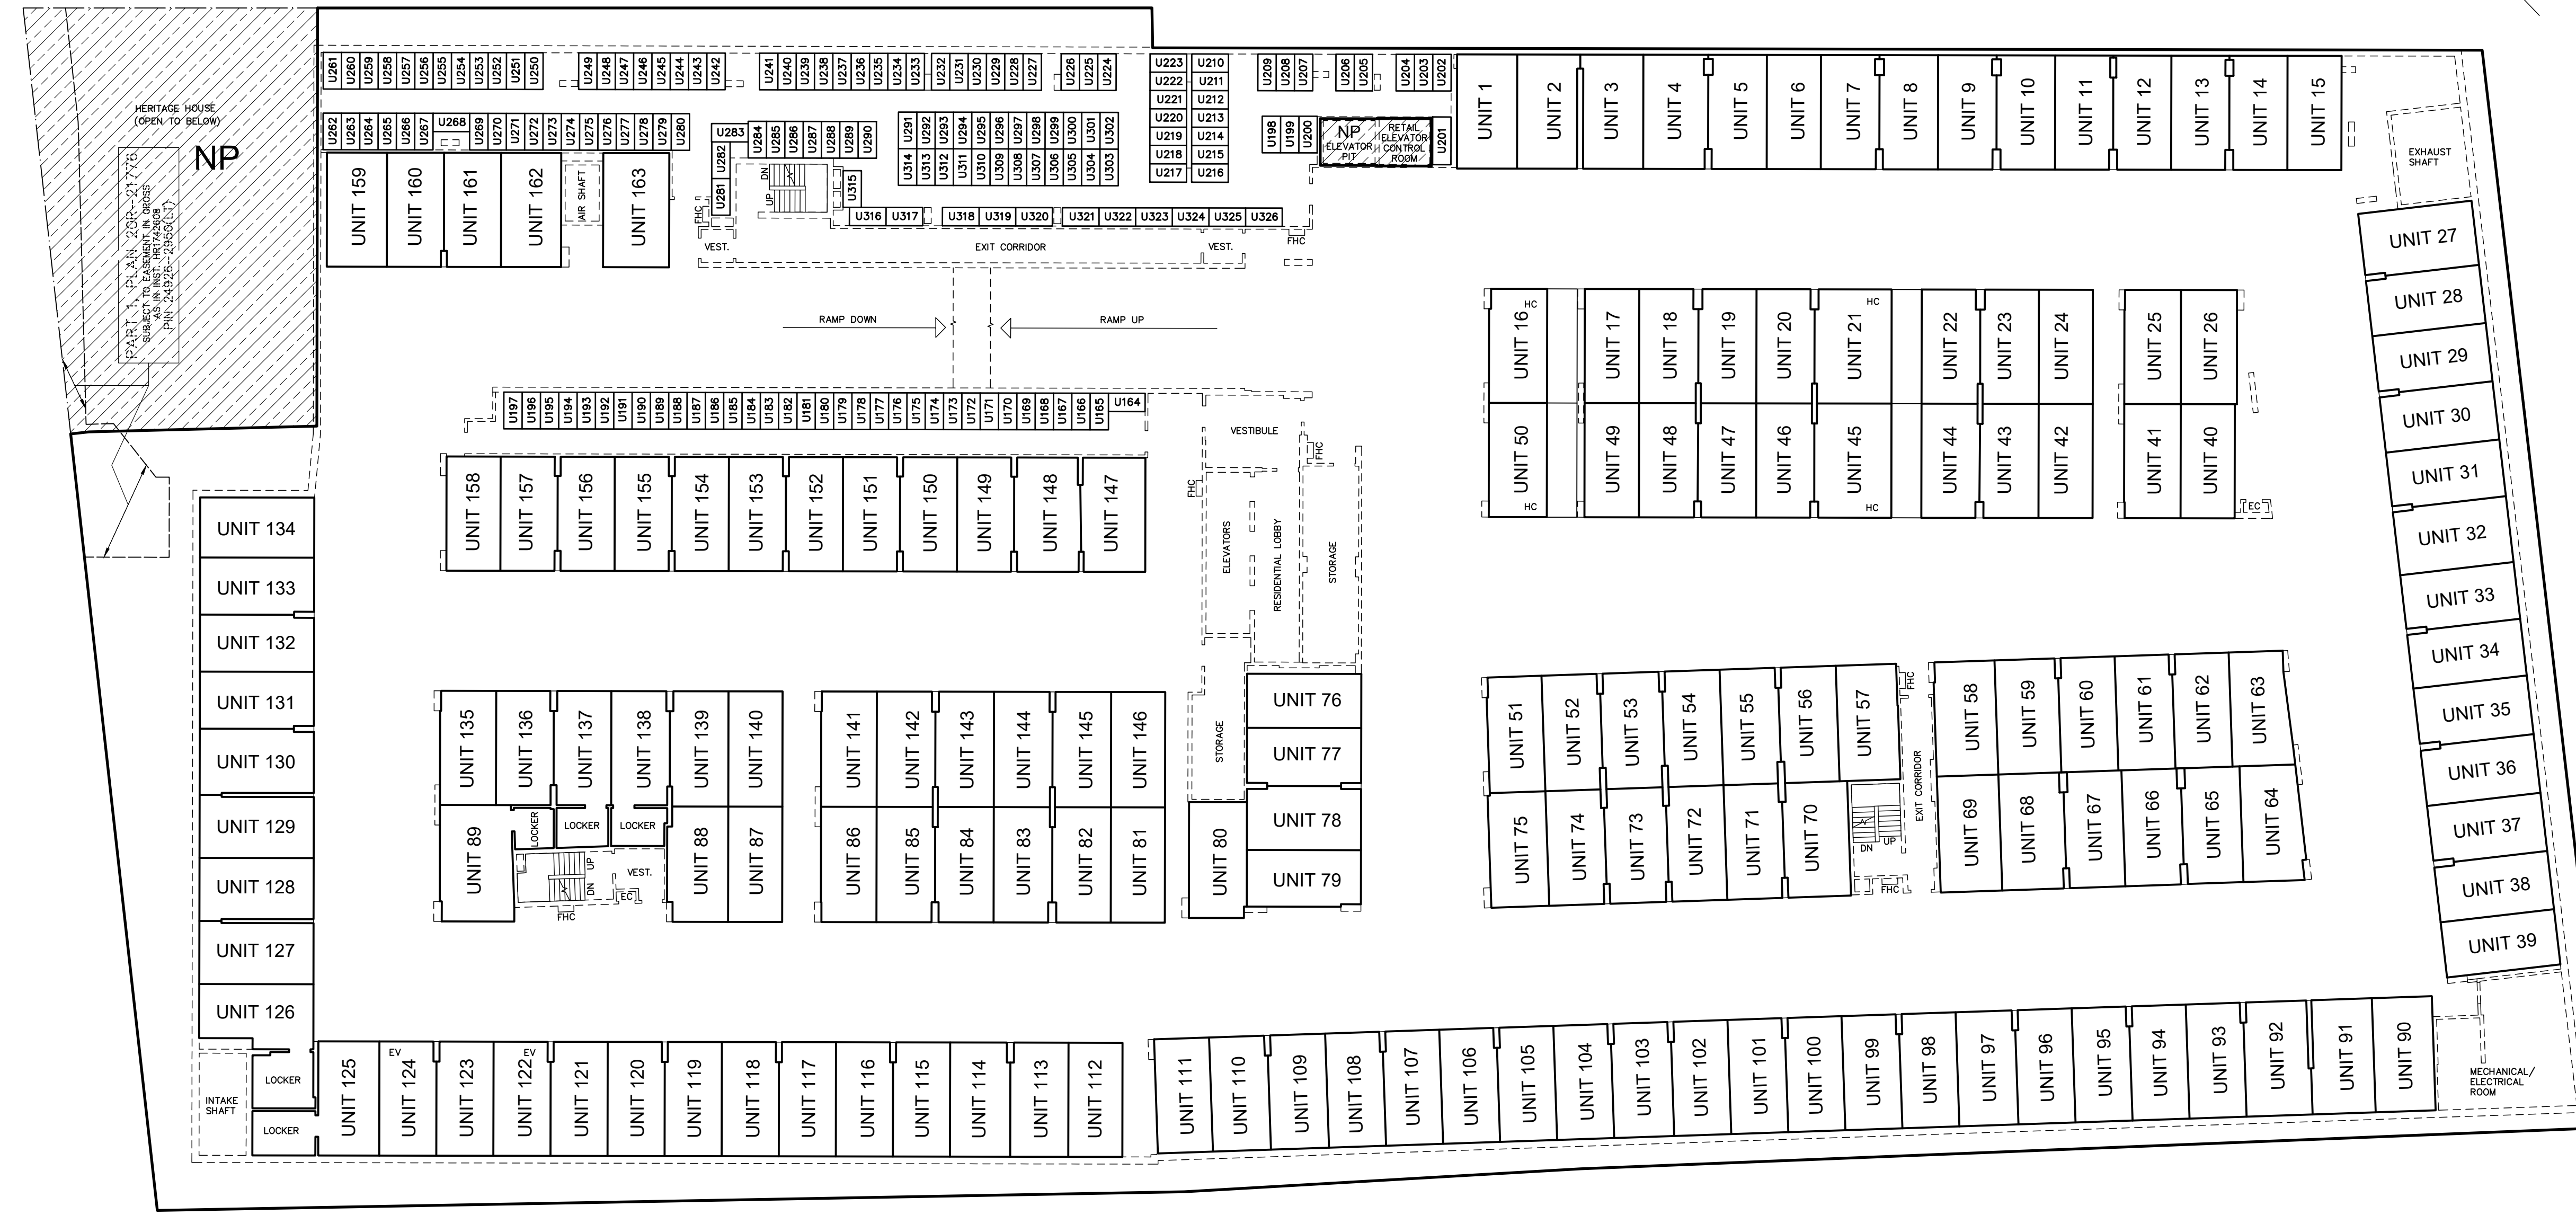 HERITAGE HOUSE
(OPEN TO BELOW)
NP
PART 1, PLAN 20R-21776
SUBJECT TO EASEMENT IN GROSS
AS IN INST. HR1742608
PIN 24926-2956(LT)
U261 U260 U259 U258 U257 U256 U255 U254 U253 U252 U251 U250
U249 U248 U247 U246 U245 U244 U243 U242
U241 U240 U239 U238 U237 U236 U235 U234 U233 U232 U231 U230 U229 U228 U227
U226 U225 U224
U223
U222
U221
U220
U219
U218
U217
U210
U211
U212
U213
U214
U215
U216
U209 U208 U207
U206 U205
U204 U203 U202
U262 U263 U264 U265 U266 U267 U268 U269 U270 U271 U272 U273 U274 U275 U276 U277 U278 U279 U280
U283
U282
U281
U284 U285 U286 U287 U288 U289 U290
U291 U292 U293 U294 U295 U296 U297 U298 U299 U300 U301 U302
U314 U313 U312 U311 U310 U309 U308 U307 U306 U305 U304 U303
U198 U199 U200
NP
ELEVATOR
PIT
RETAIL
ELEVATOR
CONTROL
ROOM
U201
UNIT 1
UNIT 2
UNIT 3
UNIT 4
UNIT 5
UNIT 6
UNIT 7
UNIT 8
UNIT 9
UNIT 10
UNIT 11
UNIT 12
UNIT 13
UNIT 14
UNIT 15
EXHAUST
SHAFT
UNIT 159
UNIT 160
UNIT 161
UNIT 162
AIR SHAFT
UNIT 163
FHC
DN
UP
U315
U316 U317 U318 U319 U320 U321 U322 U323 U324 U325 U326
VEST.
EXIT CORRIDOR
VEST.
FHC
RAMP DOWN
RAMP UP
UNIT 27
UNIT 28
UNIT 29
UNIT 30
UNIT 31
UNIT 32
UNIT 33
UNIT 34
UNIT 35
UNIT 36
UNIT 37
UNIT 38
UNIT 39
HC
UNIT 16
UNIT 17
UNIT 18
UNIT 19
UNIT 20
HC
UNIT 21
UNIT 22
UNIT 23
UNIT 24
UNIT 25
UNIT 26
UNIT 50
HC
UNIT 49
UNIT 48
UNIT 47
UNIT 46
UNIT 45
HC
UNIT 44
UNIT 43
UNIT 42
UNIT 41
UNIT 40
EC
U197 U196 U195 U194 U193 U192 U191 U190 U189 U188 U187 U186 U185 U184 U183 U182 U181 U180 U179 U178 U177 U176 U175 U174 U173 U172 U171 U170 U169 U168 U167 U166 U165 U164
VESTIBULE
FHC
FHC
ELEVATORS
RESIDENTIAL LOBBY
STORAGE
UNIT 158
UNIT 157
UNIT 156
UNIT 155
UNIT 154
UNIT 153
UNIT 152
UNIT 151
UNIT 150
UNIT 149
UNIT 148
UNIT 147
UNIT 134
UNIT 133
UNIT 132
UNIT 131
UNIT 130
UNIT 129
UNIT 128
UNIT 127
UNIT 126
UNIT 135
UNIT 136
UNIT 137
UNIT 138
UNIT 139
UNIT 140
UNIT 141
UNIT 142
UNIT 143
UNIT 144
UNIT 145
UNIT 146
STORAGE
UNIT 76
UNIT 77
UNIT 78
UNIT 79
UNIT 80
UNIT 89
LOCKER
LOCKER
LOCKER
UP
DN
VEST.
EC
FHC
UNIT 88
UNIT 87
UNIT 86
UNIT 85
UNIT 84
UNIT 83
UNIT 82
UNIT 81
UNIT 51
UNIT 52
UNIT 53
UNIT 54
UNIT 55
UNIT 56
UNIT 57
FHC
EXIT CORRIDOR
UNIT 58
UNIT 59
UNIT 60
UNIT 61
UNIT 62
UNIT 63
UNIT 75
UNIT 74
UNIT 73
UNIT 72
UNIT 71
UNIT 70
DN
UP
FHC
UNIT 69
UNIT 68
UNIT 67
UNIT 66
UNIT 65
UNIT 64
LOCKER
LOCKER
INTAKE
SHAFT
UNIT 125
EV
UNIT 124
UNIT 123
EV
UNIT 122
UNIT 121
UNIT 120
UNIT 119
UNIT 118
UNIT 117
UNIT 116
UNIT 115
UNIT 114
UNIT 113
UNIT 112
UNIT 111
UNIT 110
UNIT 109
UNIT 108
UNIT 107
UNIT 106
UNIT 105
UNIT 104
UNIT 103
UNIT 102
UNIT 101
UNIT 100
UNIT 99
UNIT 98
UNIT 97
UNIT 96
UNIT 95
UNIT 94
UNIT 93
UNIT 92
UNIT 91
UNIT 90
MECHANICAL/
ELECTRICAL
ROOM